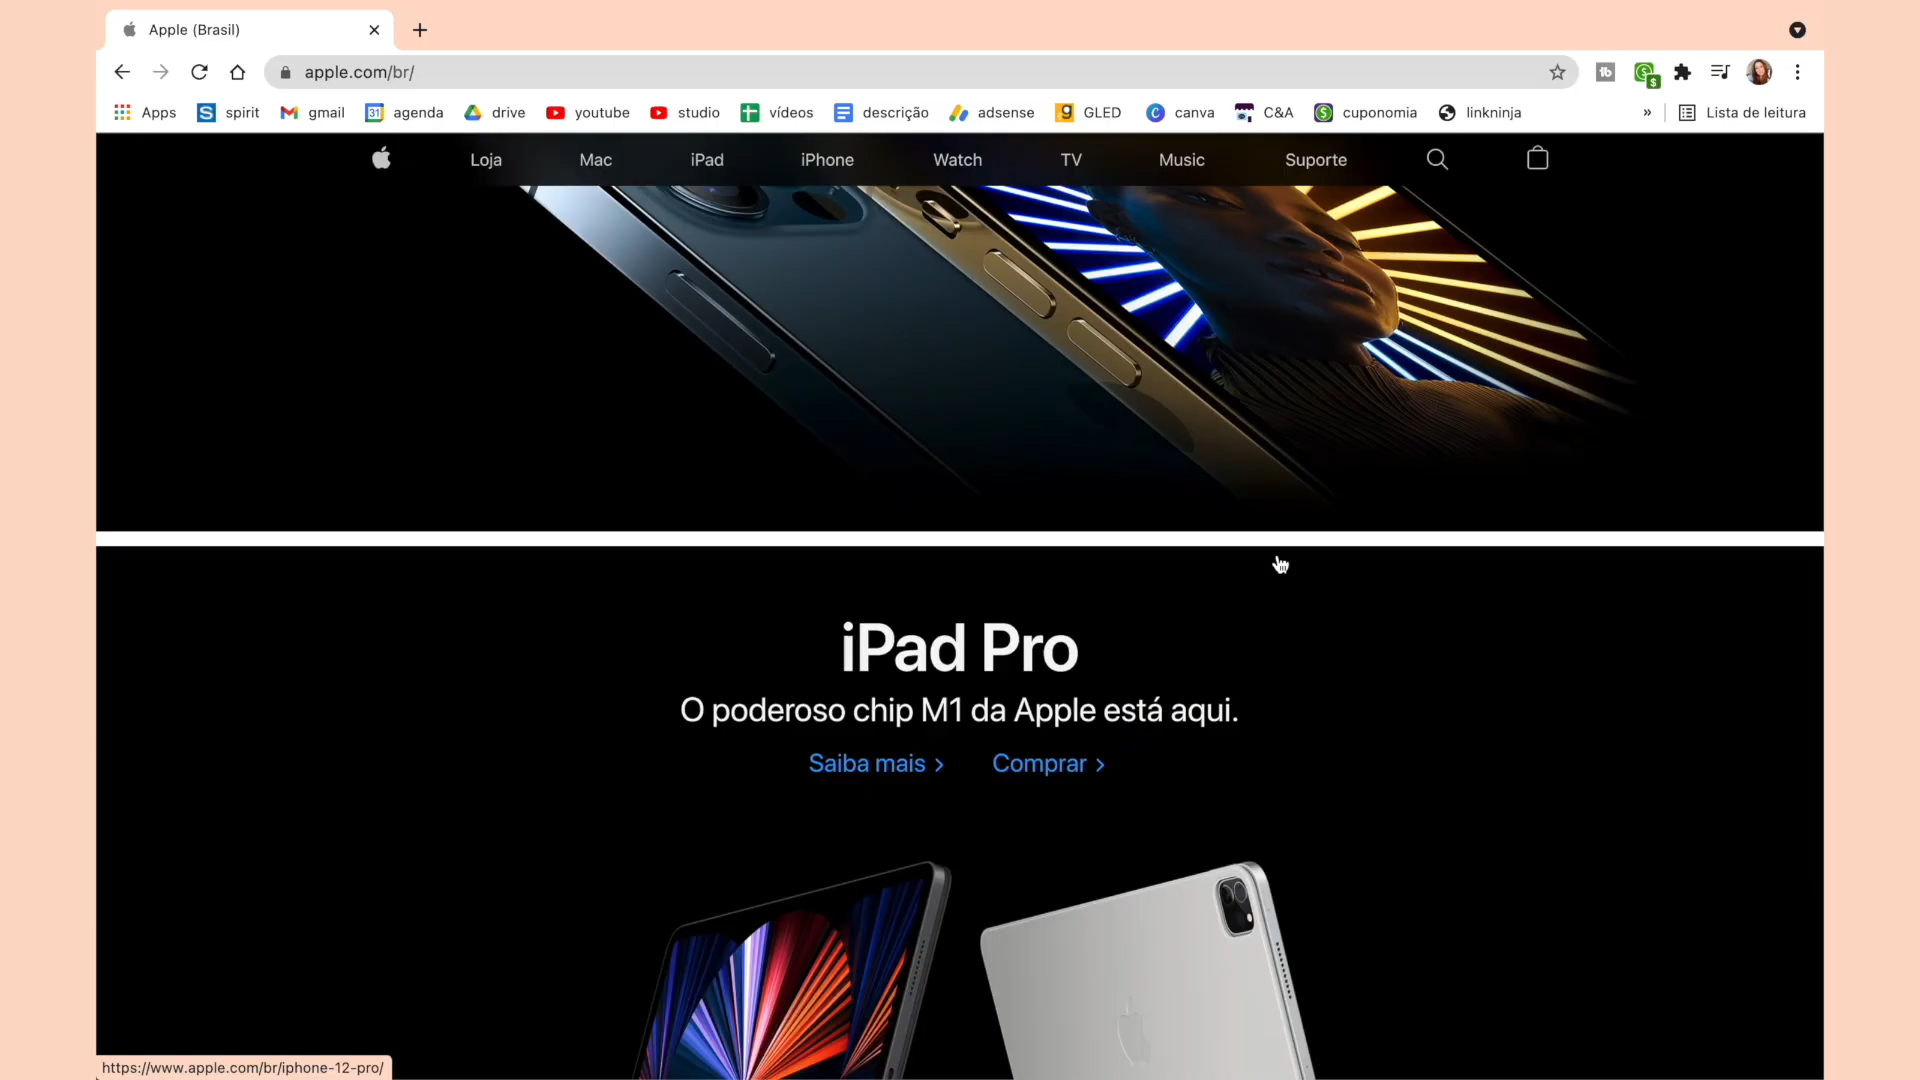 Apple (Brasil)
apple.com/br/
Apps spirit gmail 31 agenda drive youtube studio vídeos descrição adsense GLED canva C&A cuponomia linkninja » Lista de leitura
Loja Mac iPad iPhone Watch TV Music Suporte
iPad Pro
O poderoso chip M1 da Apple está aqui.
Saiba mais > Comprar >
https://www.apple.com/br/iphone-12-pro/